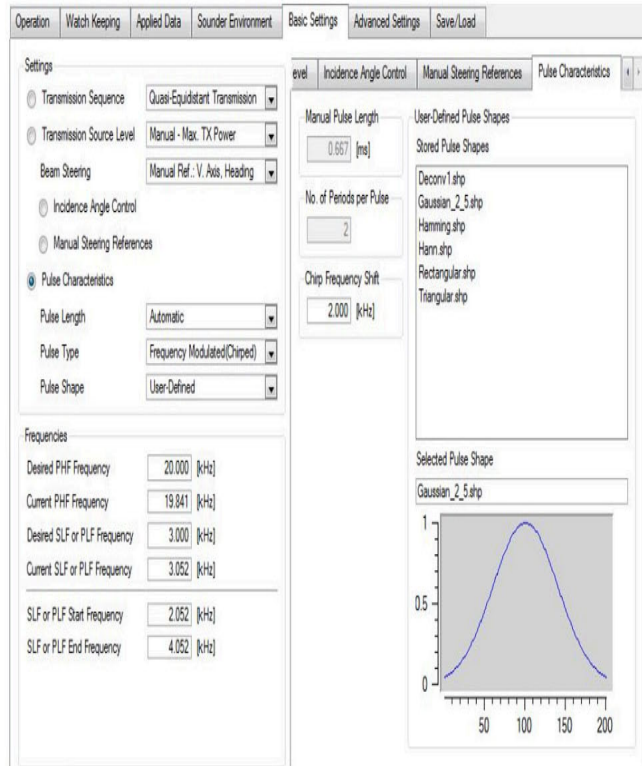 Operation Watch Keeping Applied Data Sounder Environment Basic Settings Advanced Settings Save/Load
Settings
Transmission Sequence Quasi-Equidistant Transmission
Transmission Source Level Manual - Max. TX Power
Beam Steering Manual Ref.: V. Axis, Heading
Incidence Angle Control
Manual Steering References
Pulse Characteristics
Pulse Length Automatic
Pulse Type Frequency Modulated(Chirped)
Pulse Shape User-Defined
Frequencies
Desired PHF Frequency 20.000 [kHz]
Current PHF Frequency 19.841 [kHz]
Desired SLF or PLF Frequency 3.000 [kHz]
Current SLF or PLF Frequency 3.052 [kHz]
SLF or PLF Start Frequency 2.052 [kHz]
SLF or PLF End Frequency 4.052 [kHz]
evel Incidence Angle Control Manual Steering References Pulse Characteristics
Manual Pulse Length
0.667 [ms]
No. of Periods per Pulse
2
Chirp Frequency Shift
2.000 [kHz]
User-Defined Pulse Shapes
Stored Pulse Shapes
Deconv1.shp
Gaussian_2_5.shp
Hamming.shp
Hann.shp
Rectangular.shp
Triangular.shp
Selected Pulse Shape
Gaussian_2_5.shp
1
0.5
0
50 100 150 200